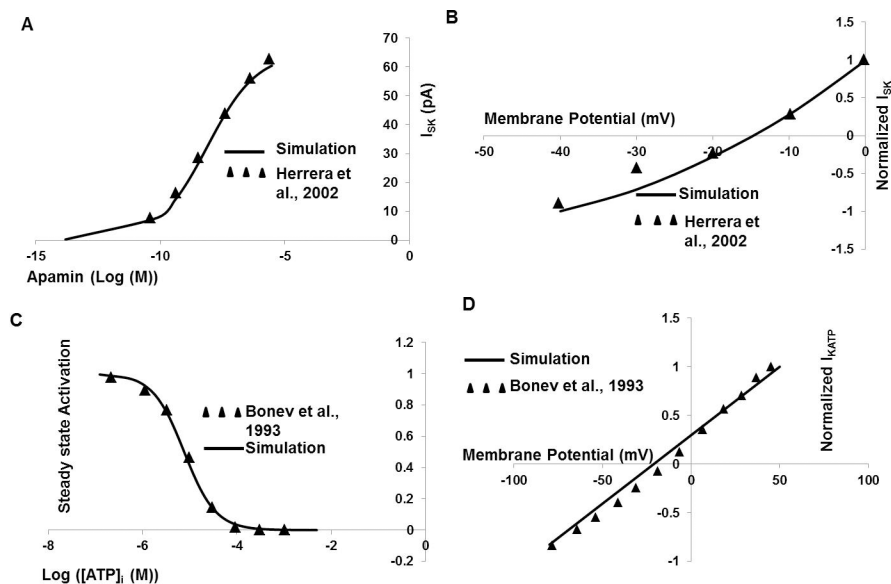 A
70
60
50
40
30
20
10
0
I_SK (pA)
Simulation
Herrera et
al., 2002
-15
-10
-5
0
Apamin (Log (M))
B
1.5
1
0.5
0
-0.5
-1
-1.5
Normalized I_SK
Membrane Potential (mV)
-50
-40
-30
-20
-10
0
Simulation
Herrera et
al., 2002
C
Steady state Activation
1.2
1
0.8
0.6
0.4
0.2
0
-0.2
Bonev et al.,
1993
Simulation
-8
-6
-4
-2
0
Log ([ATP]i (M))
D
1.5
1
0.5
0
-0.5
-1
Normalized I_KATP
Simulation
Bonev et al., 1993
Membrane Potential (mV)
-100
-50
0
50
100